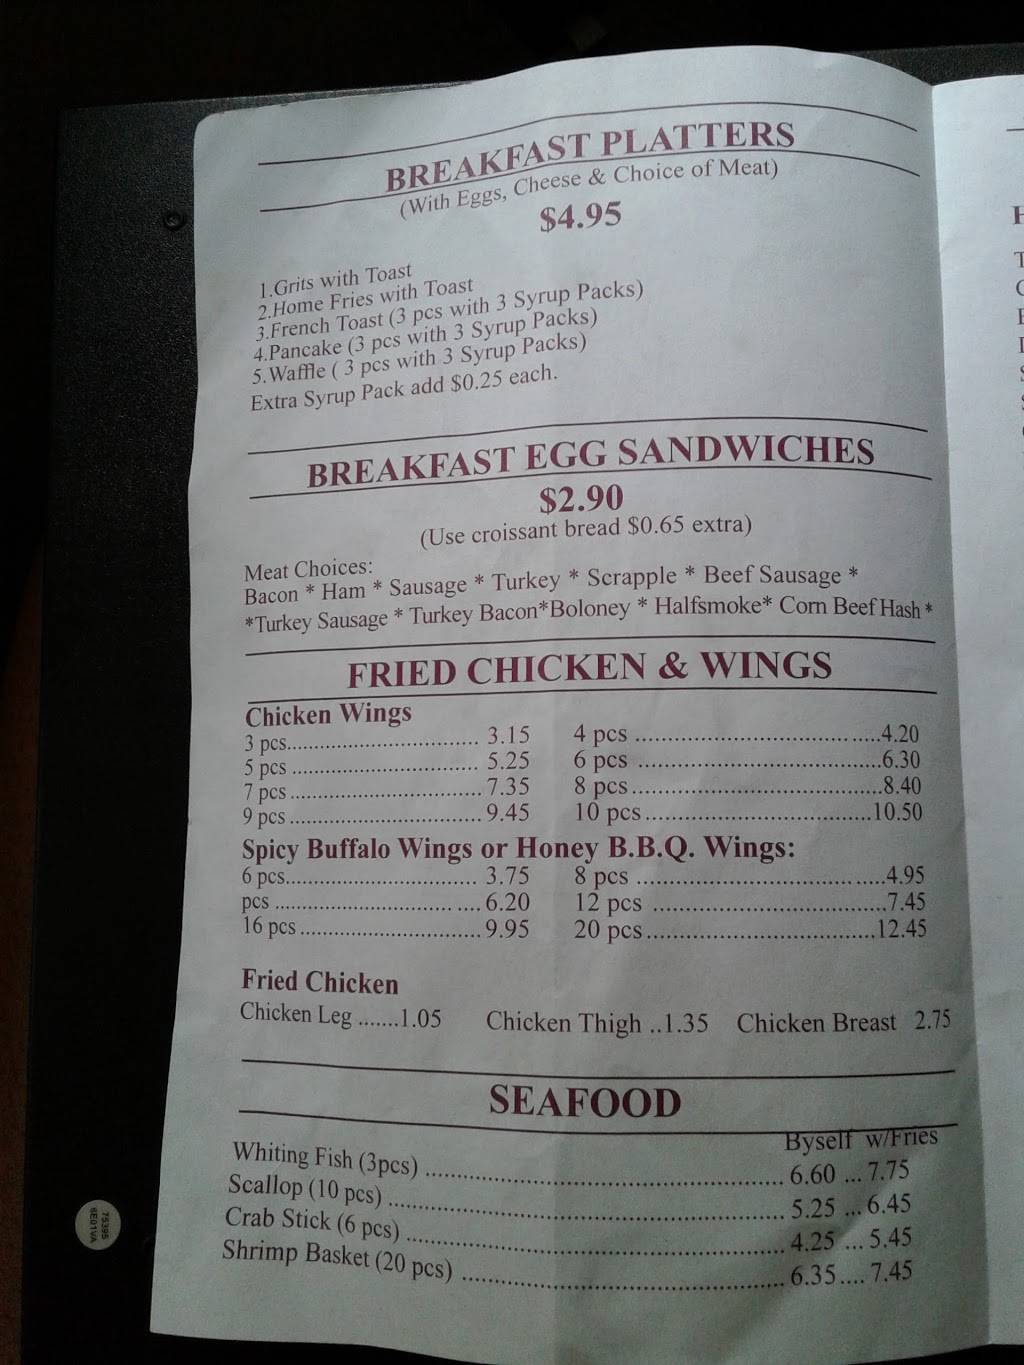 BREAKFAST PLATTERS
(With Eggs, Cheese & Choice of Meat)
$4.95
1.Grits with Toast
2.Home Fries with Toast
3.French Toast (3 pcs with 3 Syrup Packs)
4.Pancake (3 pcs with 3 Syrup Packs)
5.Waffle ( 3 pcs with 3 Syrup Packs)
Extra Syrup Pack add $0.25 each.
BREAKFAST EGG SANDWICHES
$2.90
(Use croissant bread $0.65 extra)
Meat Choices:
Bacon * Ham * Sausage * Turkey * Scrapple * Beef Sausage *
*Turkey Sausage * Turkey Bacon*Boloney * Halfsmoke* Corn Beef Hash *
FRIED CHICKEN & WINGS
Chicken Wings
3 pcs................................ 3.15 4 pcs .....................................4.20
5 pcs ................................ 5.25 6 pcs .....................................6.30
7 pcs ................................ 7.35 8 pcs......................................8.40
9 pcs ................................ 9.45 10 pcs...................................10.50
Spicy Buffalo Wings or Honey B.B.Q. Wings:
6 pcs................................ 3.75 8 pcs .....................................4.95
pcs ....................................6.20 12 pcs ...................................7.45
16 pcs ...............................9.95 20 pcs...................................12.45
Fried Chicken
Chicken Leg .......1.05 Chicken Thigh ..1.35 Chicken Breast 2.75
SEAFOOD
Byself w/Fries
Whiting Fish (3pcs) ...................................................... 6.60 ... 7.75
Scallop (10 pcs) ............................................................ 5.25 ... 6.45
Crab Stick (6 pcs) ......................................................... 4.25 ... 5.45
Shrimp Basket (20 pcs) ................................................. 6.35.... 7.45
75395
6E01VA